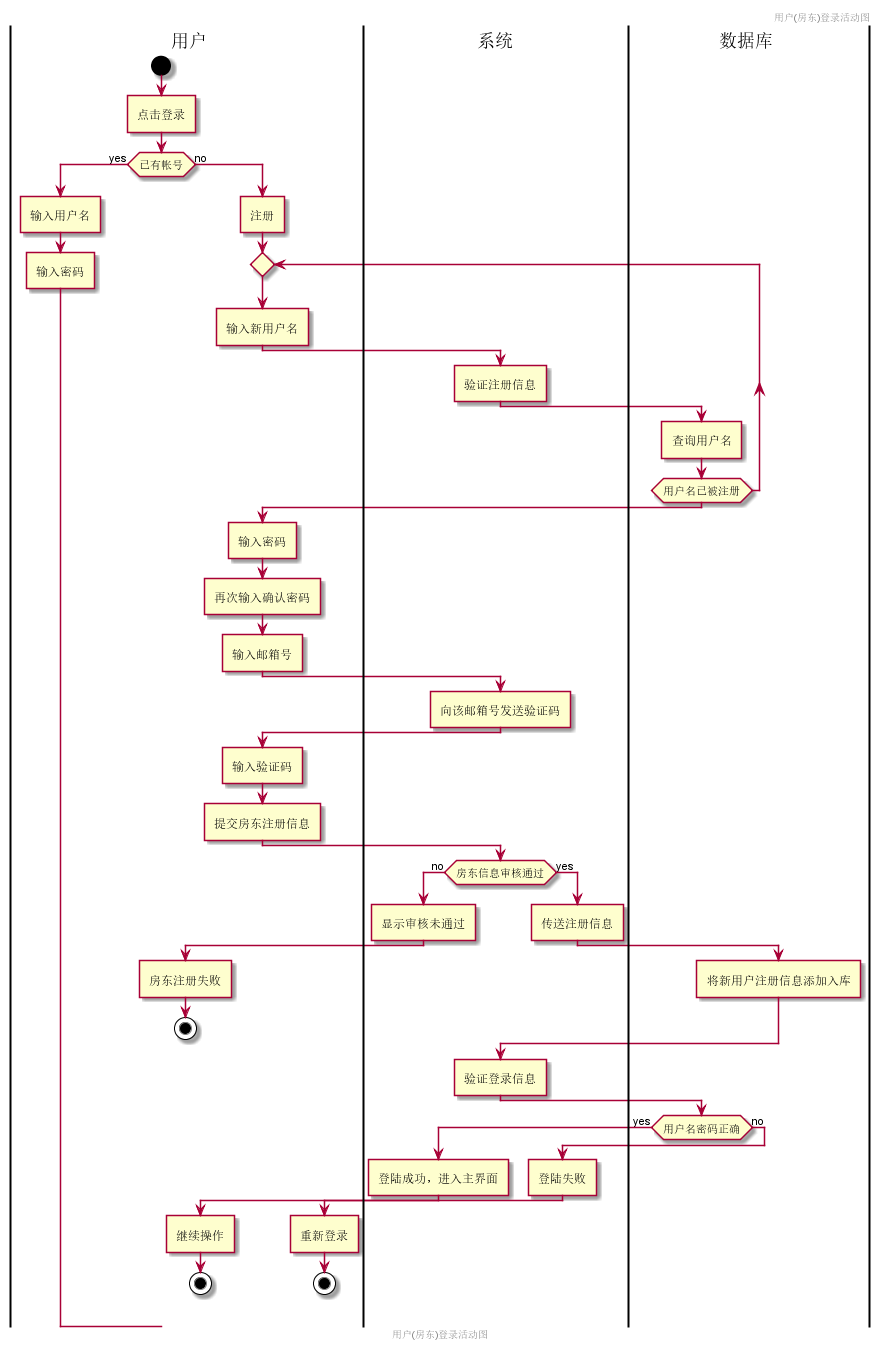 用户(房东)登录活动图
用户
系统
数据库
点击登录
已有帐号
yes
no
输入用户名
注册
输入密码
输入新用户名
验证注册信息
查询用户名
用户名已被注册
输入密码
再次输入确认密码
输入邮箱号
向该邮箱号发送验证码
输入验证码
提交房东注册信息
no
房东信息审核通过
yes
显示审核未通过
传送注册信息
房东注册失败
将新用户注册信息添加入库
验证登录信息
yes
用户名密码正确
no
登陆成功，进入主界面
登陆失败
继续操作
重新登录
用户(房东)登录活动图